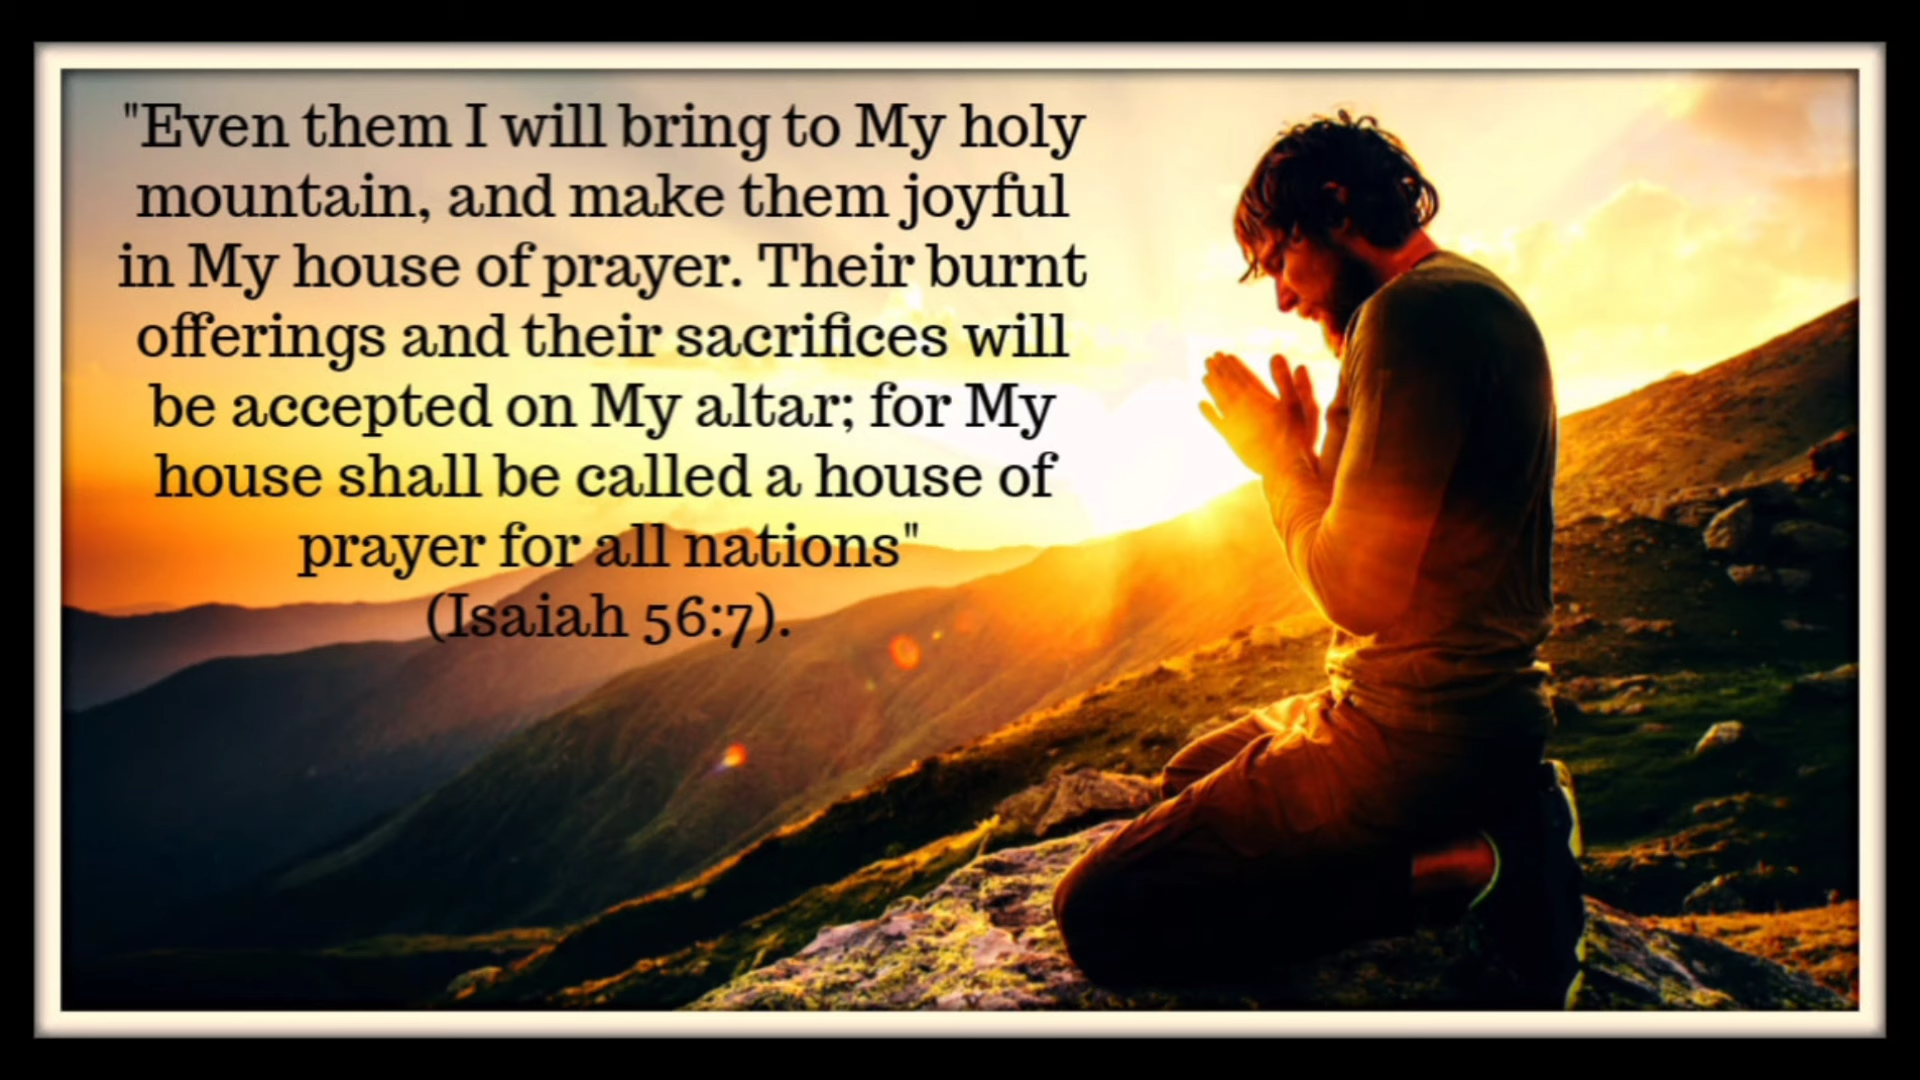 "Even them I will bring to My holy
mountain, and make them joyful
in My house of prayer. Their burnt
offerings and their sacrifices will
be accepted on My altar; for My
house shall be called a house of
prayer for all nations"
(Isaiah 56:7).